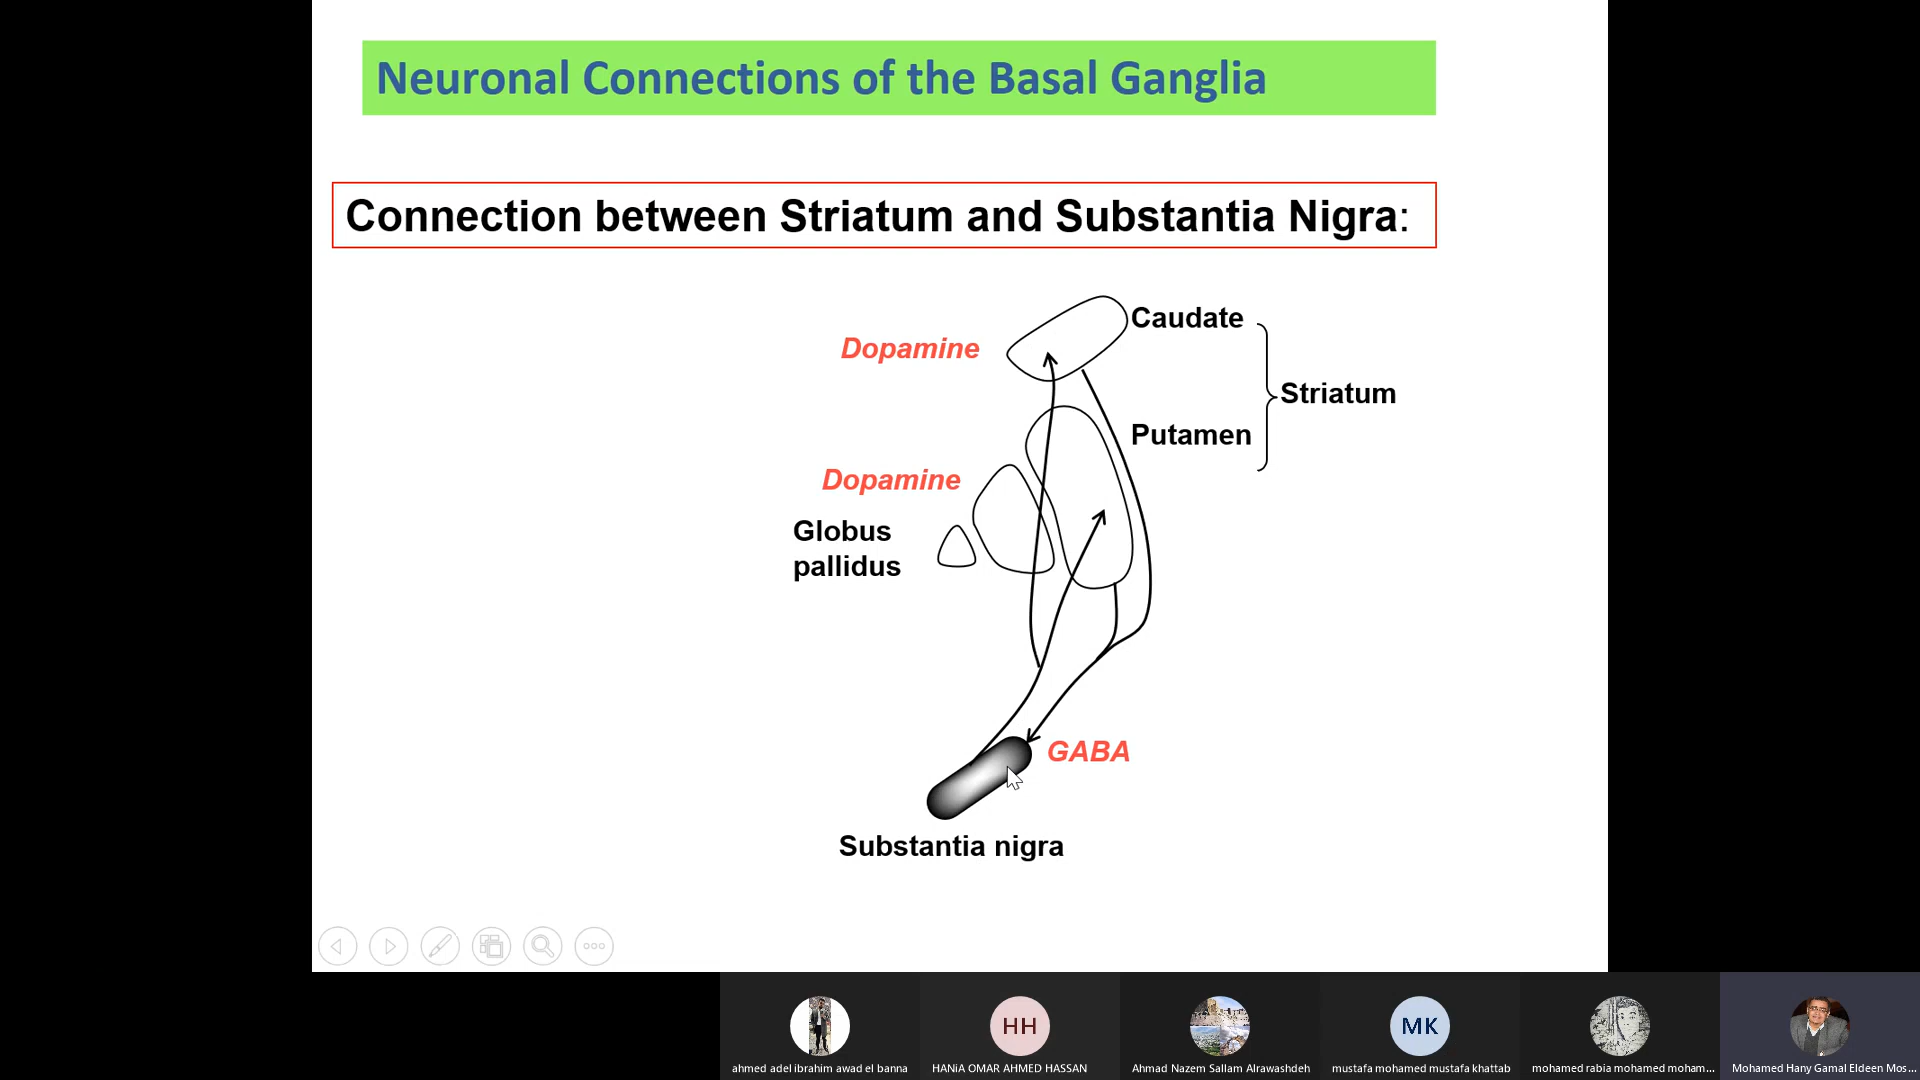 Neuronal Connections of the Basal Ganglia
Connection between Striatum and Substantia Nigra:
Caudate
Dopamine
Striatum
Putamen
Dopamine
Globus
pallidus
GABA
Substantia nigra
HH
MK
ahmed adel ibrahim awad el banna
HANiA OMAR AHMED HASSAN
Ahmad Nazem Sallam Alrawashdeh
mustafa mohamed mustafa khattab
mohamed rabia mohamed moham...
Mohamed Hany Gamal Eldeen Mos...